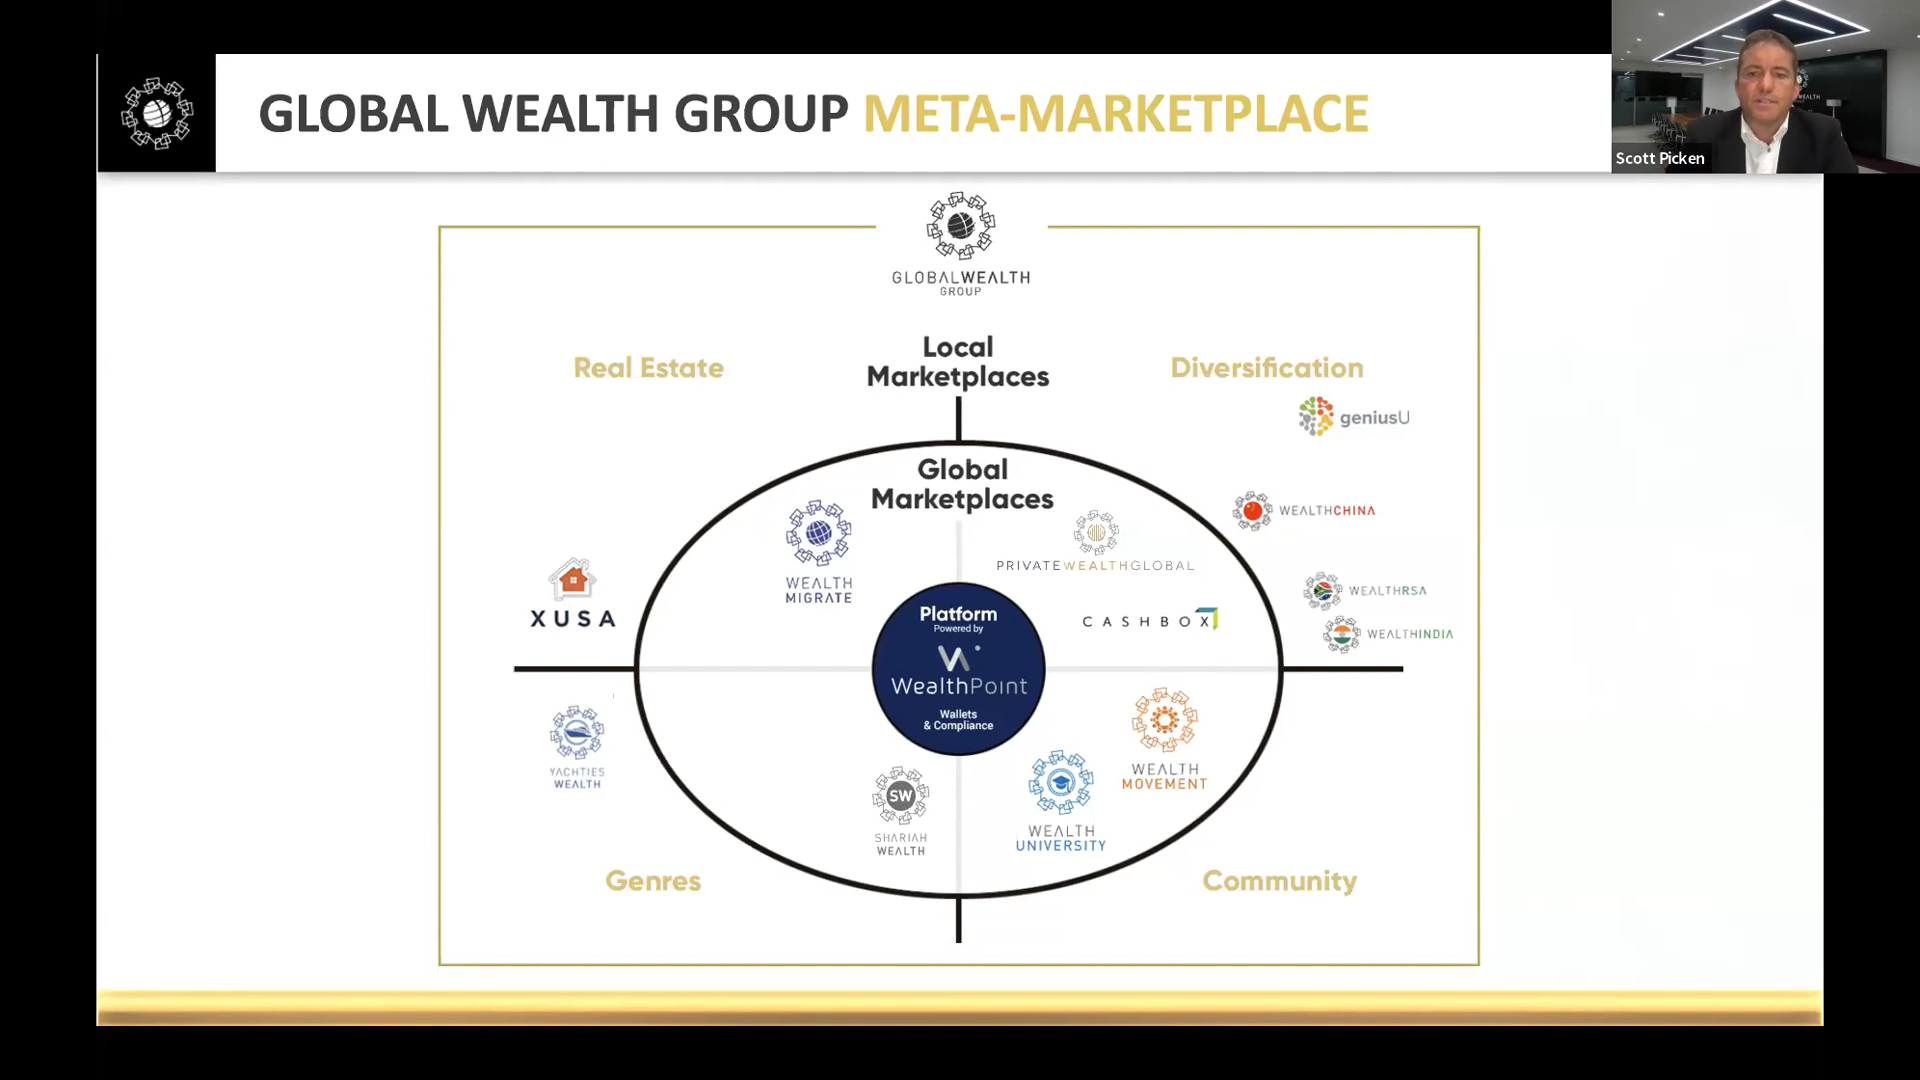 GLOBAL WEALTH GROUP META-MARKETPLACE
Scott Picken
GLOBALWEALTH
GROUP
Real Estate
Local
Marketplaces
Diversification
geniusU
Global
Marketplaces
WEALTH
MIGRATE
PRIVATEWEALTHGLOBAL
CASHBOX
WEALTHCHINA
WEALTHRSA
WEALTHINDIA
XUSA
Platform
Powered by
WealthPoint
Wallets
& Compliance
YACHTIES
WEALTH
SW
SHARIAH
WEALTH
WEALTH
UNIVERSITY
WEALTH
MOVEMENT
Genres
Community